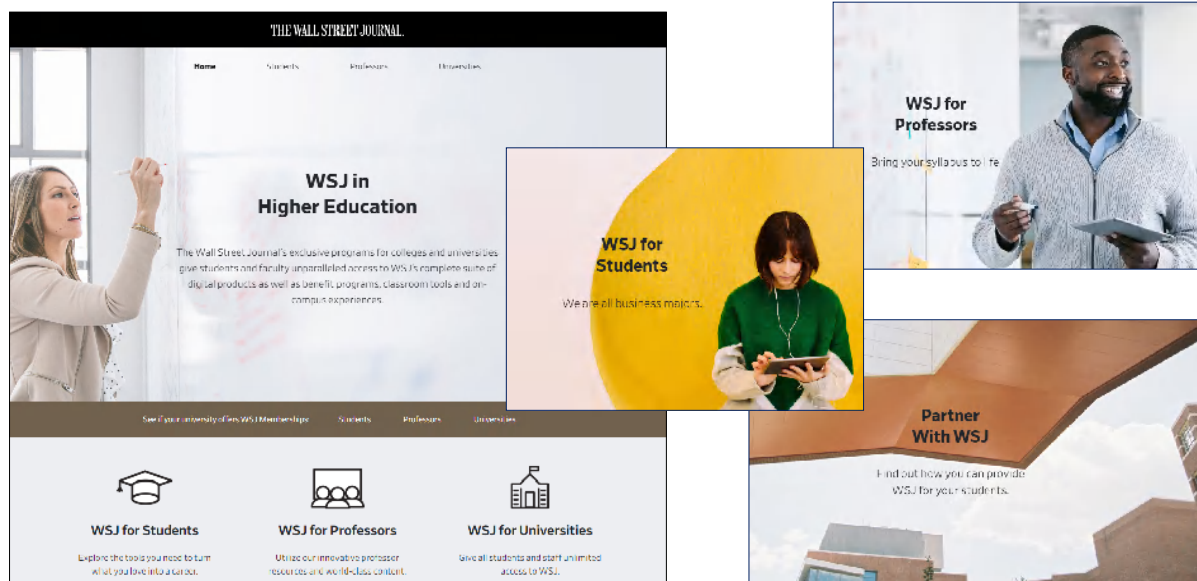 THE WALL STREET JOURNAL.
Home Students Professors Universities
WSJ in
Higher Education
The Wall Street Journal's exclusive programs for colleges and universities
give students and faculty unparalleled access to WSJ's complete suite of
digital products as well as benefit programs, classroom tools and on-
campus experiences.
See if your university offers WSJ Memberships: Students Professors Universities
WSJ for Students
Explore the tools you need to turn
what you love into a career.
WSJ for Professors
Utilize our innovative professor
resources and world-class content.
WSJ for Universities
Give all students and staff unlimited
access to WSJ.
WSJ for
Students
We are all business majors.
WSJ for
Professors
Bring your syllabus to life
Partner
With WSJ
Find out how you can provide
WSJ for your students.